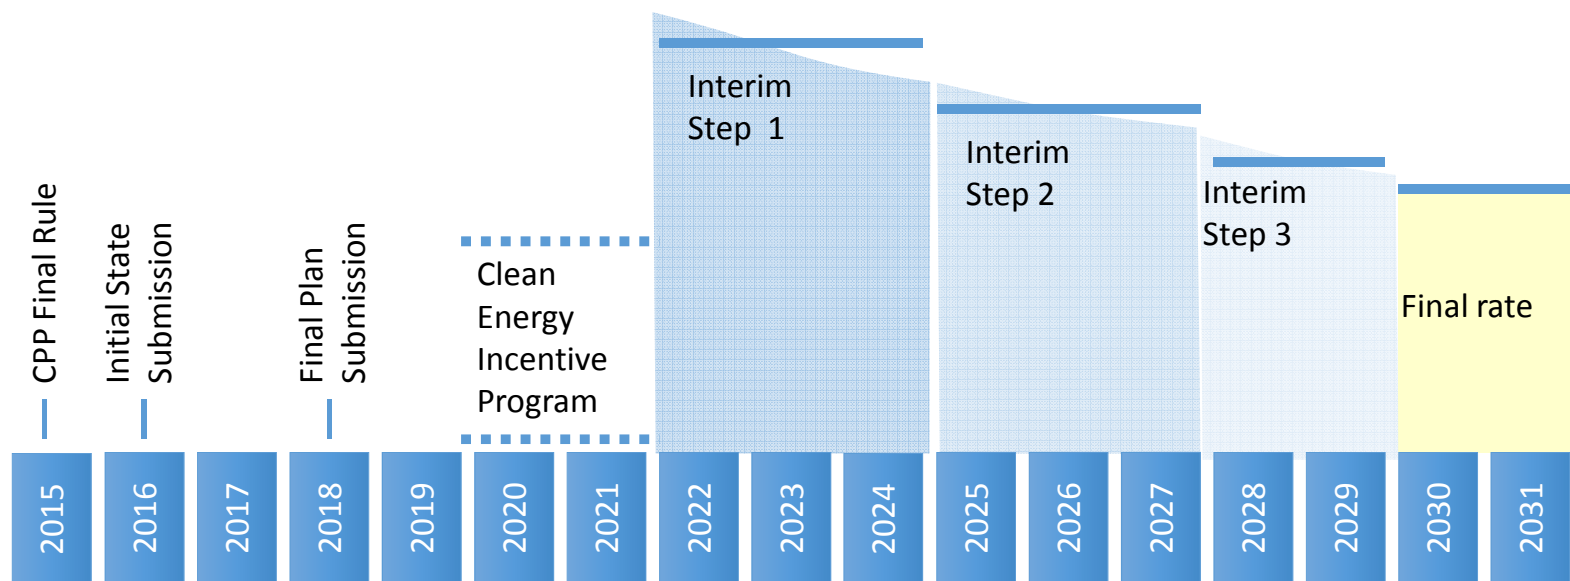 CPP Final Rule
Initial State
Submission
Final Plan
Submission
Clean
Energy
Incentive
Program
Interim
Step 1
Interim
Step 2
Interim
Step 3
Final rate
2015
2016
2017
2018
2019
2020
2021
2022
2023
2024
2025
2026
2027
2028
2029
2030
2031